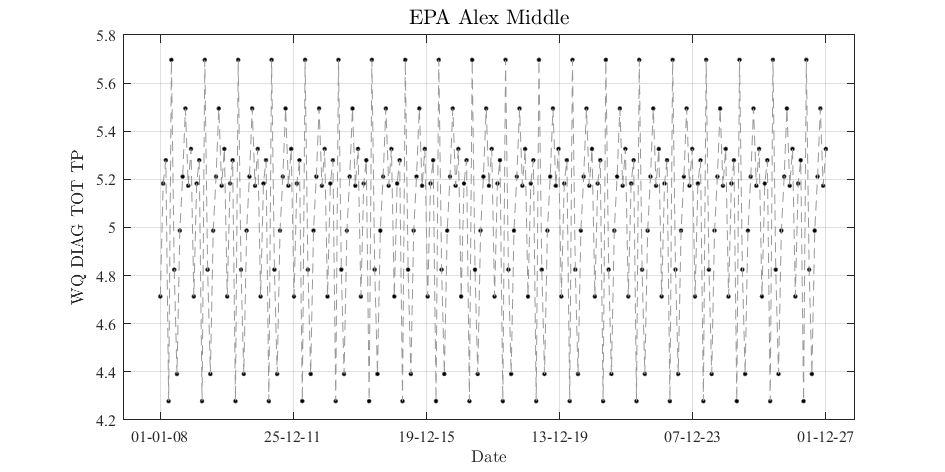 EPA Alex Middle
WQ DIAG TOT TP
5.8
5.6
5.4
5.2
5
4.8
4.6
4.4
4.2
01-01-08 25-12-11 19-12-15 13-12-19 07-12-23 01-12-27
Date